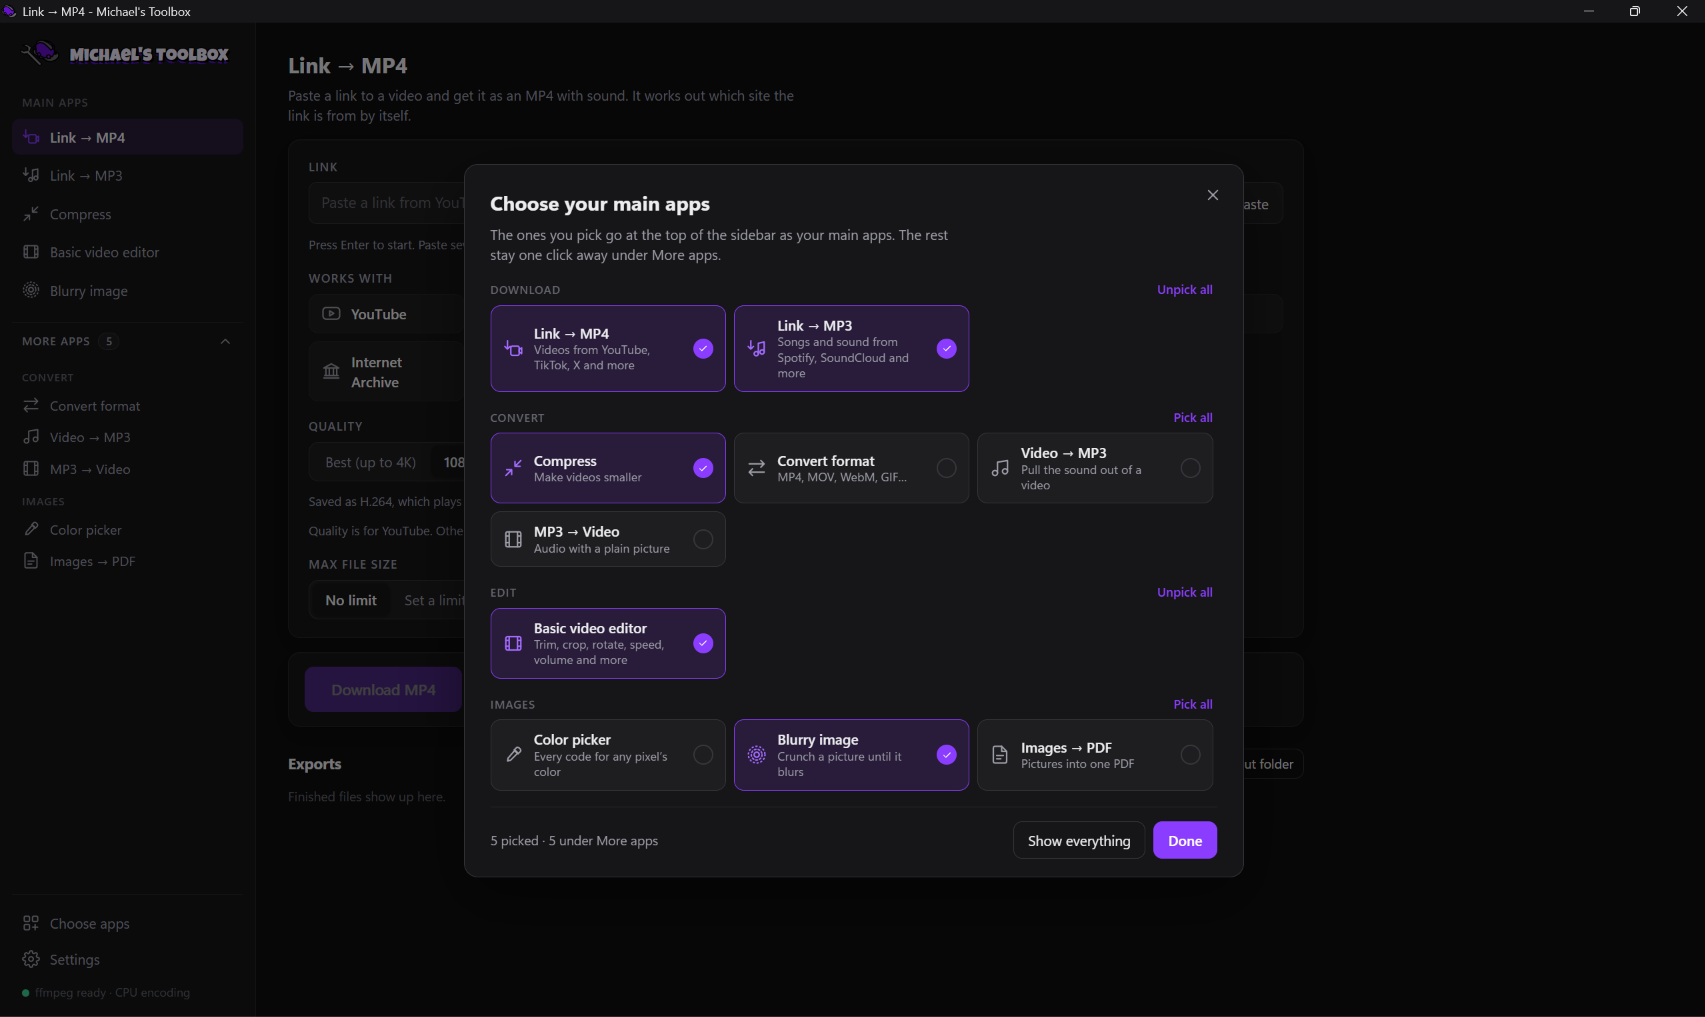 Link → MP4 - Michael's Toolbox
MICHAEL'S TOOLBOX
MAIN APPS
Link → MP4
Link → MP3
Compress
Basic video editor
Blurry image
MORE APPS 5
CONVERT
Convert format
Video → MP3
MP3 → Video
IMAGES
Color picker
Images → PDF
Choose apps
Settings
ffmpeg ready · CPU encoding
Link → MP4
Paste a link to a video and get it as an MP4 with sound. It works out which site the
link is from by itself.
LINK
Paste a link from YouT
aste
Press Enter to start. Paste se
WORKS WITH
YouTube
Internet
Archive
QUALITY
Best (up to 4K) 108
Saved as H.264, which plays
Quality is for YouTube. Othe
MAX FILE SIZE
No limit Set a limit
Download MP4
Exports
ut folder
Finished files show up here.
Choose your main apps
The ones you pick go at the top of the sidebar as your main apps. The rest
stay one click away under More apps.
DOWNLOAD Unpick all
Link → MP4
Videos from YouTube,
TikTok, X and more
Link → MP3
Songs and sound from
Spotify, SoundCloud and
more
CONVERT Pick all
Compress
Make videos smaller
Convert format
MP4, MOV, WebM, GIF...
Video → MP3
Pull the sound out of a
video
MP3 → Video
Audio with a plain picture
EDIT Unpick all
Basic video editor
Trim, crop, rotate, speed,
volume and more
IMAGES Pick all
Color picker
Every code for any pixel's
color
Blurry image
Crunch a picture until it
blurs
Images → PDF
Pictures into one PDF
5 picked · 5 under More apps
Show everything
Done